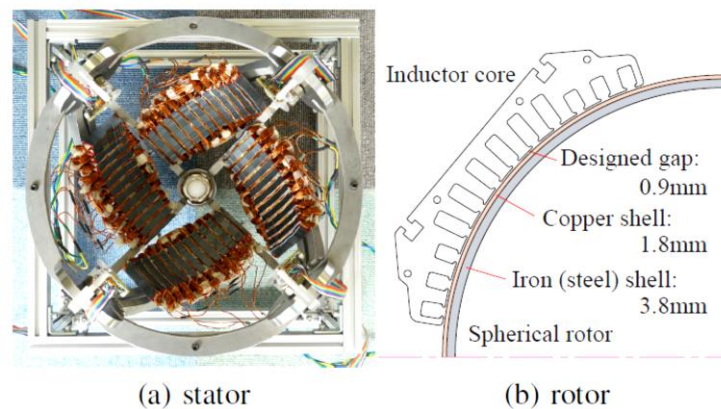 Inductor core
Designed gap:
0.9mm
Copper shell:
1.8mm
Iron (steel) shell:
3.8mm
Spherical rotor
(a) stator
(b) rotor